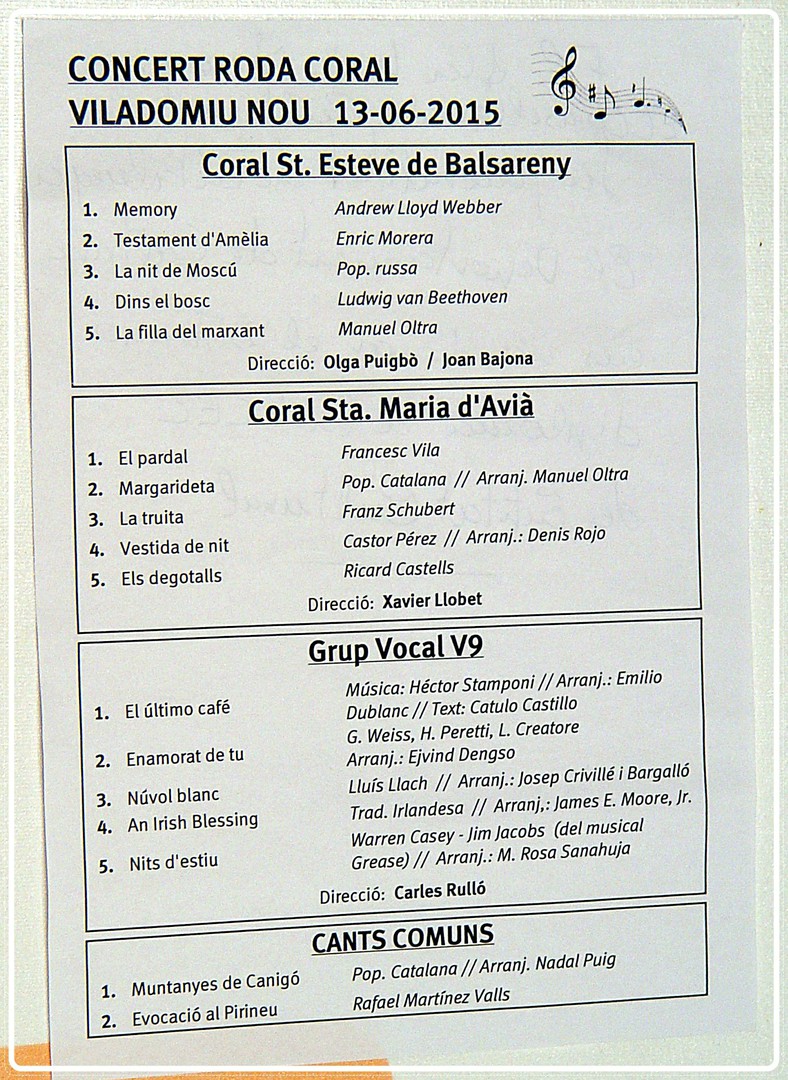 CONCERT RODA CORAL
VILADOMIU NOU 13-06-2015
Coral St. Esteve de Balsareny
1. Memory Andrew Lloyd Webber
2. Testament d'Amèlia Enric Morera
3. La nit de Moscú Pop. russa
4. Dins el bosc Ludwig van Beethoven
5. La filla del marxant Manuel Oltra
Direcció: Olga Puigbò / Joan Bajona
Coral Sta. Maria d'Avià
1. El pardal Francesc Vila
2. Margarideta Pop. Catalana // Arranj. Manuel Oltra
3. La truita Franz Schubert
4. Vestida de nit Castor Pérez // Arranj.: Denis Rojo
5. Els degotalls Ricard Castells
Direcció: Xavier Llobet
Grup Vocal V9
Música: Héctor Stamponi // Arranj.: Emilio
1. El último café Dublanc // Text: Catulo Castillo
G. Weiss, H. Peretti, L. Creatore
2. Enamorat de tu Arranj.: Ejvind Dengso
3. Núvol blanc Lluís Llach // Arranj.: Josep Crivillé i Bargalló
4. An Irish Blessing Trad. Irlandesa // Arranj,: James E. Moore, Jr.
Warren Casey - Jim Jacobs (del musical
5. Nits d'estiu Grease) // Arranj.: M. Rosa Sanahuja
Direcció: Carles Rulló
CANTS COMUNS
1. Muntanyes de Canigó Pop. Catalana // Arranj. Nadal Puig
2. Evocació al Pirineu Rafael Martínez Valls